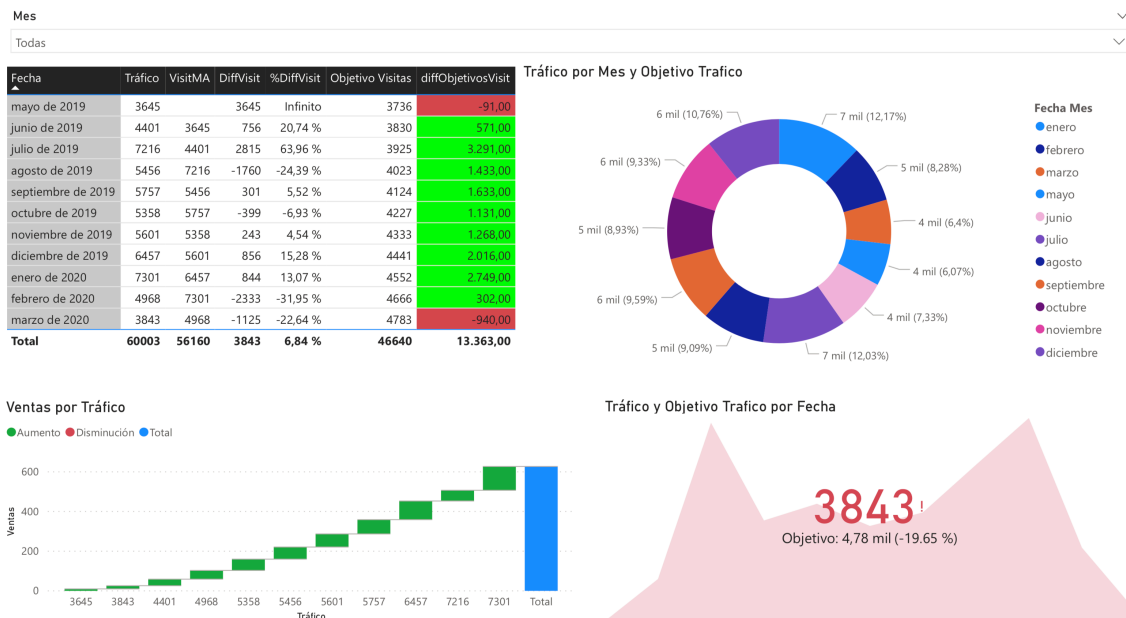 Mes
Todas
Fecha Tráfico VisitMA DiffVisit %DiffVisit Objetivo Visitas diffObjetivosVisit
mayo de 2019 3645 3645 Infinito 3736 -91,00
junio de 2019 4401 3645 756 20,74 % 3830 571,00
julio de 2019 7216 4401 2815 63,96 % 3925 3.291,00
agosto de 2019 5456 7216 -1760 -24,39 % 4023 1.433,00
septiembre de 2019 5757 5456 301 5,52 % 4124 1.633,00
octubre de 2019 5358 5757 -399 -6,93 % 4227 1.131,00
noviembre de 2019 5601 5358 243 4,54 % 4333 1.268,00
diciembre de 2019 6457 5601 856 15,28 % 4441 2.016,00
enero de 2020 7301 6457 844 13,07 % 4552 2.749,00
febrero de 2020 4968 7301 -2333 -31,95 % 4666 302,00
marzo de 2020 3843 4968 -1125 -22,64 % 4783 -940,00
Total 60003 56160 3843 6,84 % 46640 13.363,00
Tráfico por Mes y Objetivo Trafico
7 mil (12,17%)
5 mil (8,28%)
4 mil (6,4%)
4 mil (6,07%)
4 mil (7,33%)
7 mil (12,03%)
5 mil (9,09%)
6 mil (9,59%)
5 mil (8,93%)
6 mil (9,33%)
6 mil (10,76%)
Fecha Mes
enero
febrero
marzo
mayo
junio
julio
agosto
septiembre
octubre
noviembre
diciembre
Ventas por Tráfico
Aumento Disminución Total
Ventas
600
400
200
0
3645 3843 4401 4968 5358 5456 5601 5757 6457 7216 7301 Total
Tráfico
Tráfico y Objetivo Trafico por Fecha
3843!
Objetivo: 4,78 mil (-19.65 %)